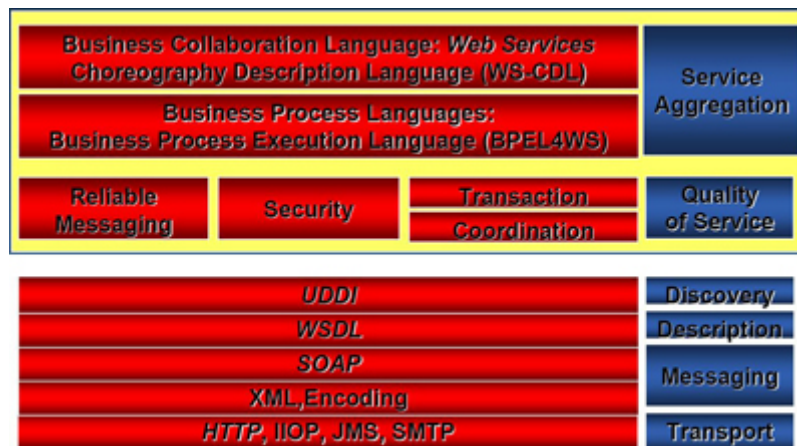 Business Collaboration Language: Web Services
Choreography Description Language (WS-CDL)
Service
Aggregation
Business Process Languages:
Business Process Execution Language (BPEL4WS)
Reliable
Messaging
Security
Transaction
Coordination
Quality
of Service
UDDI
Discovery
WSDL
Description
SOAP
Messaging
XML,Encoding
HTTP, IIOP, JMS, SMTP
Transport